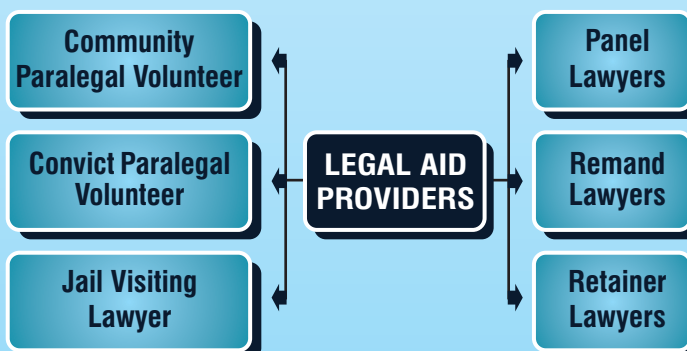 Community
Paralegal Volunteer
Convict Paralegal
Volunteer
Jail Visiting
Lawyer
LEGAL AID
PROVIDERS
Panel
Lawyers
Remand
Lawyers
Retainer
Lawyers